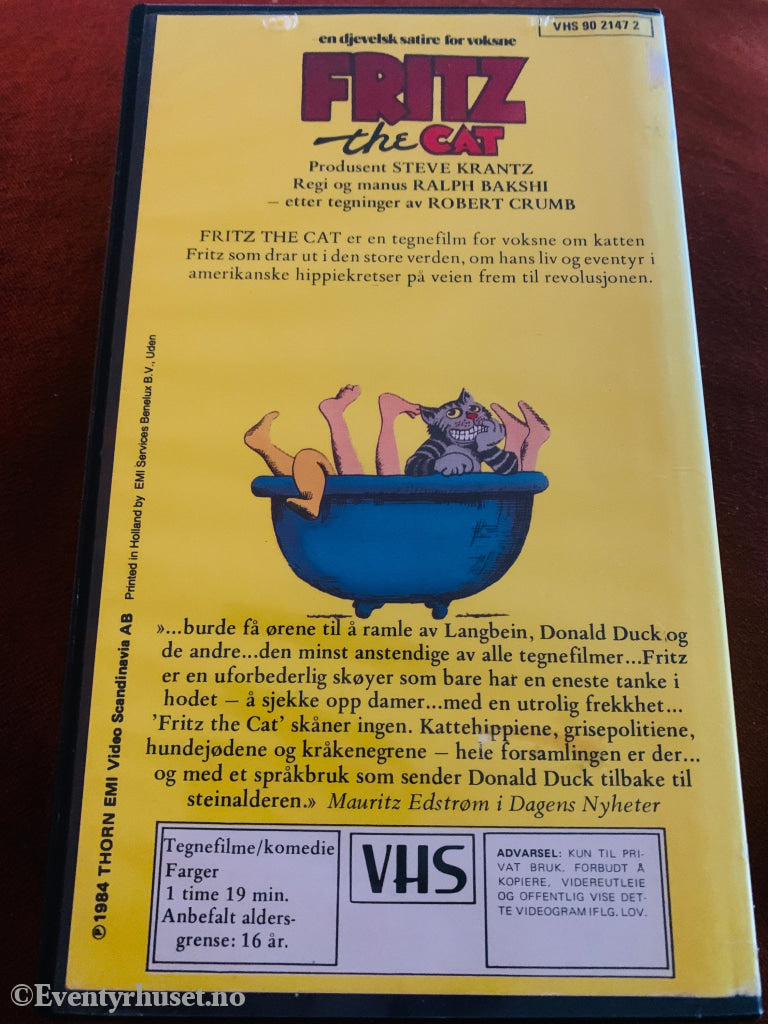 VHS 90 2147 2
en djevelsk satire for voksne
FRITZ
the CAT
Produsent STEVE KRANTZ
Regi og manus RALPH BAKSHI
– etter tegninger av ROBERT CRUMB
FRITZ THE CAT er en tegnefilm for voksne om katten
Fritz som drar ut i den store verden, om hans liv og eventyr i
amerikanske hippiekretser på veien frem til revolusjonen.
»...burde få ørene til å ramle av Langbein, Donald Duck og
de andre...den minst anstendige av alle tegnefilmer...Fritz
er en uforbederlig skøyer som bare har en eneste tanke i
hodet – å sjekke opp damer...med en utrolig frekkhet...
'Fritz the Cat' skåner ingen. Kattehippiene, grisepolitiene,
hundejødene og kråkenegrene – hele forsamlingen er der...
og med et språkbruk som sender Donald Duck tilbake til
steinalderen.» Mauritz Edstrøm i Dagens Nyheter
℗1984 THORN EMI Video Scandinavia AB Printed in Holland by EMI Services Benelux B.V., Uden
Tegnefilme/komedie
Farger
1 time 19 min.
Anbefalt alders-
grense: 16 år.
VHS
ADVARSEL: KUN TIL PRI-
VAT BRUK. FORBUDT Å
KOPIERE, VIDEREUTLEIE
OG OFFENTLIG VISE DET-
TE VIDEOGRAM IFLG. LOV.
©Eventyrhuset.no